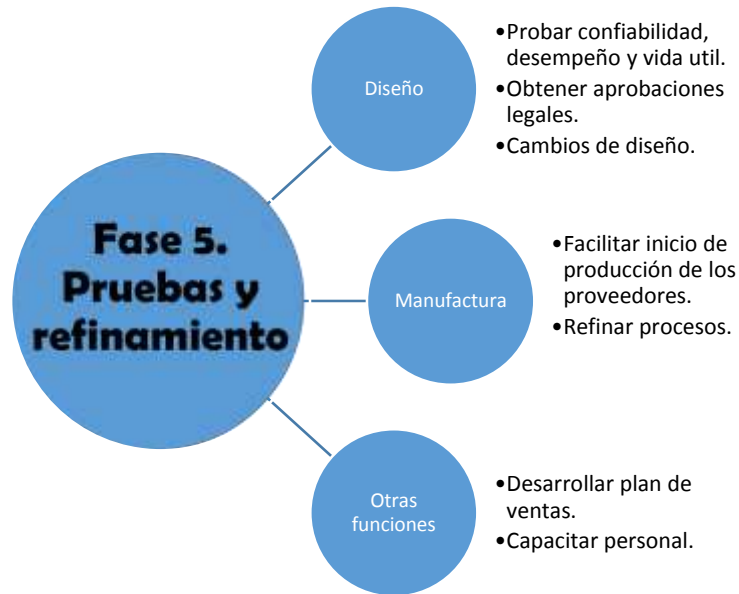 Fase 5.
Pruebas y
refinamiento
Diseño
•Probar confiabilidad,
desempeño y vida util.
•Obtener aprobaciones
legales.
•Cambios de diseño.
Manufactura
•Facilitar inicio de
producción de los
proveedores.
•Refinar procesos.
Otras
funciones
•Desarrollar plan de
ventas.
•Capacitar personal.